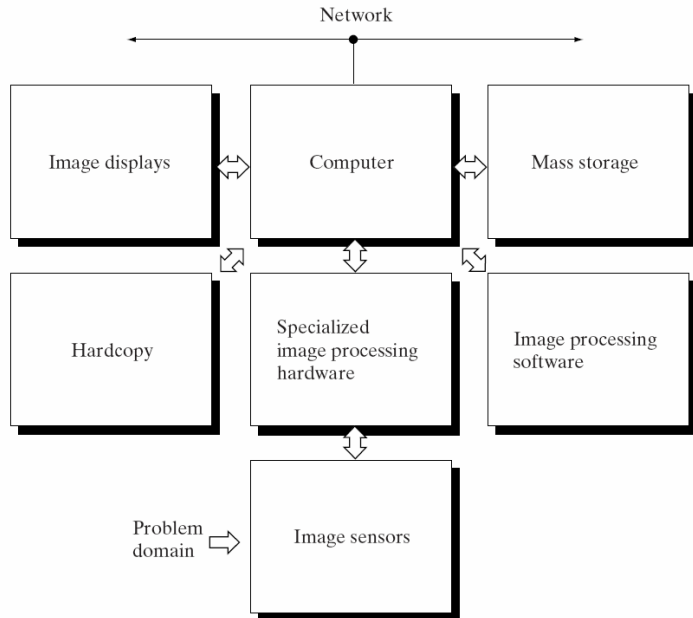 Network
Image displays
Computer
Mass storage
Hardcopy
Specialized
image processing
hardware
Image processing
software
Problem
domain
Image sensors